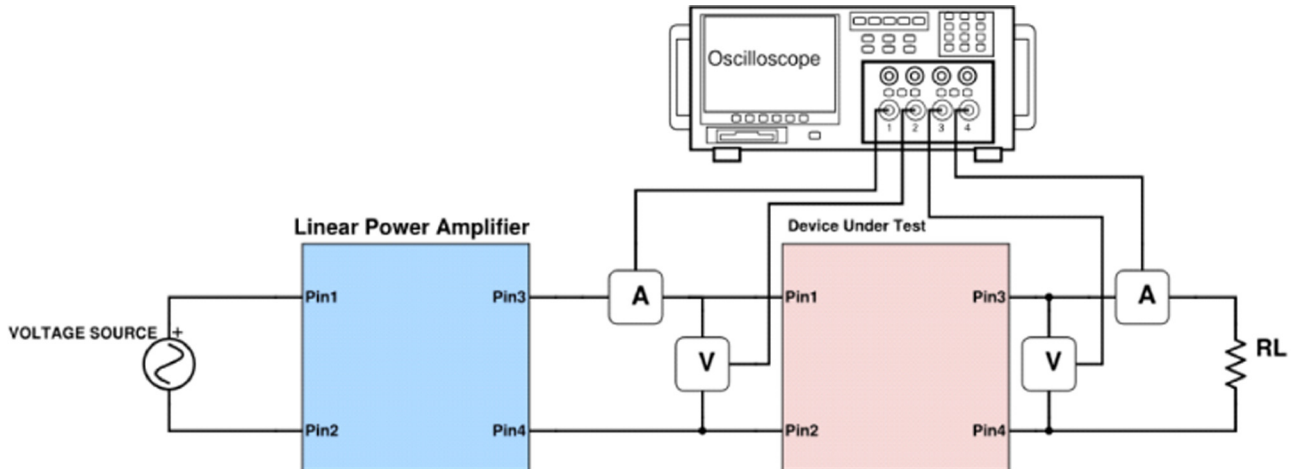 Oscilloscope
1 2 3 4
Linear Power Amplifier
Device Under Test
Pin1
Pin3
A
Pin1
Pin3
A
VOLTAGE SOURCE +
V
V
RL
Pin2
Pin4
Pin2
Pin4